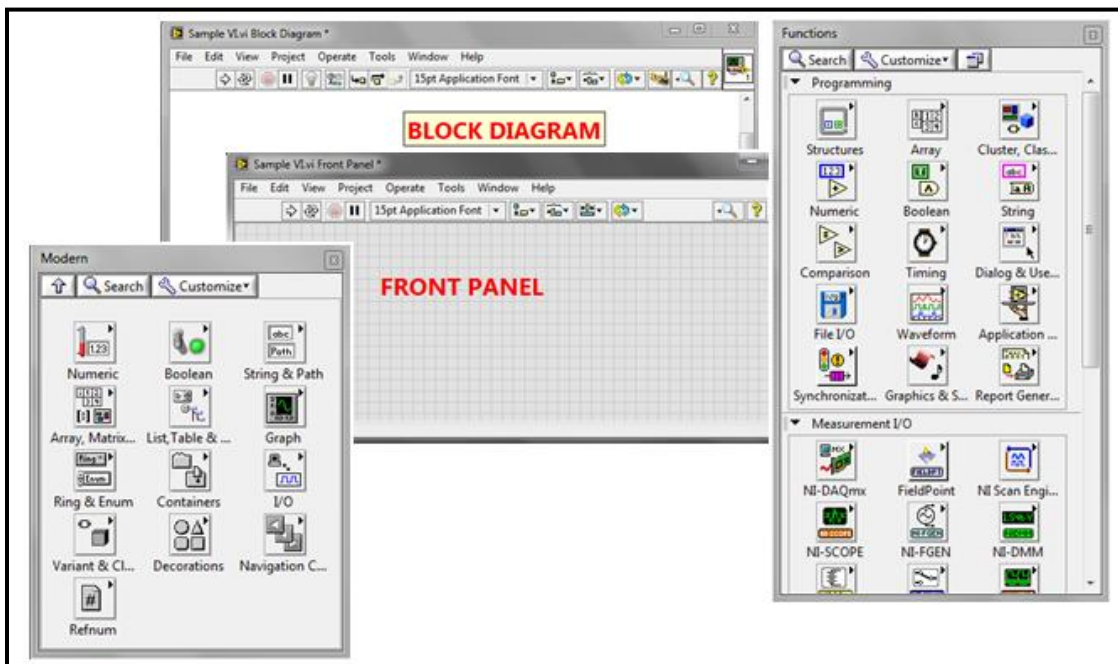 Sample VI.vi Block Diagram *
File Edit View Project Operate Tools Window Help
15pt Application Font
BLOCK DIAGRAM
Sample VI.vi Front Panel *
File Edit View Project Operate Tools Window Help
15pt Application Font
FRONT PANEL
Modern
Search Customize
Numeric Boolean String & Path
Array, Matrix... List, Table & ... Graph
Ring & Enum Containers I/O
Variant & Cl... Decorations Navigation C...
Refnum
Functions
Search Customize
Programming
Structures Array Cluster, Clas...
Numeric Boolean String
Comparison Timing Dialog & Use...
File I/O Waveform Application ...
Synchronizat... Graphics & S... Report Gener...
Measurement I/O
NI-DAQmx FieldPoint NI Scan Engi...
NI-SCOPE NI-FGEN NI-DMM